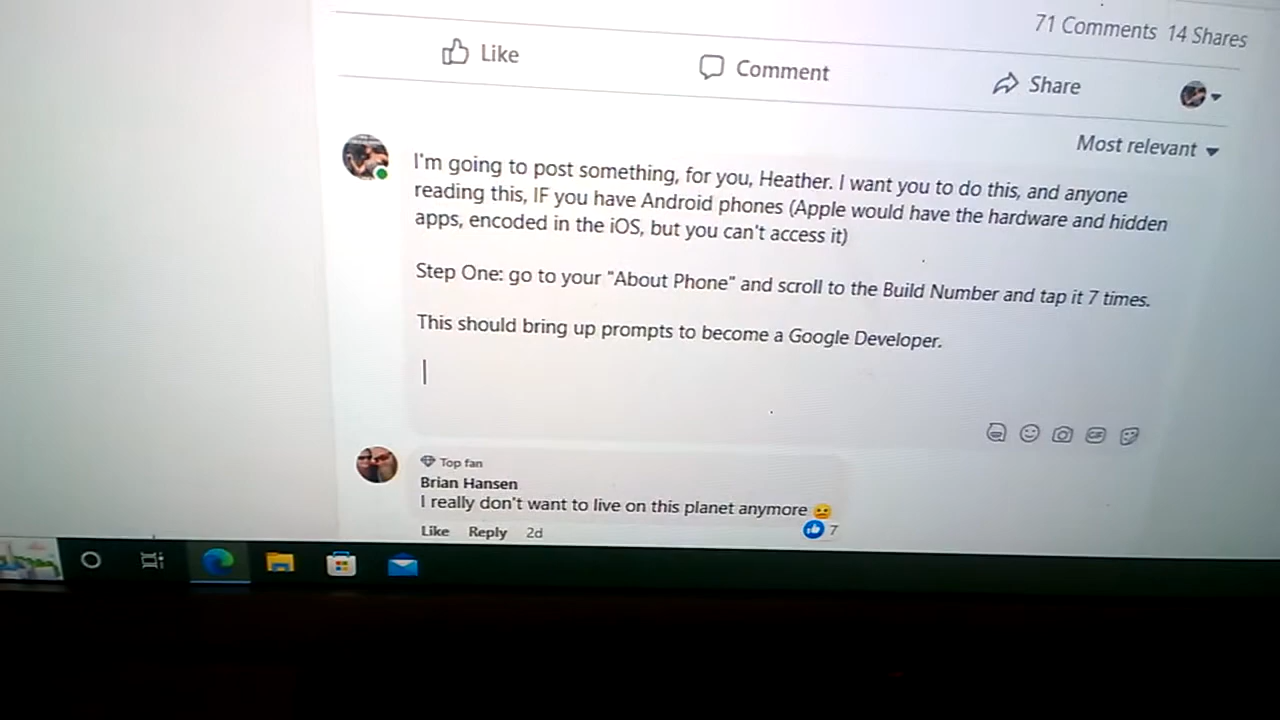 71 Comments 14 Shares
Like Comment Share
Most relevant
I'm going to post something, for you, Heather. I want you to do this, and anyone
reading this, IF you have Android phones (Apple would have the hardware and hidden
apps, encoded in the iOS, but you can't access it)
Step One: go to your "About Phone" and scroll to the Build Number and tap it 7 times.
This should bring up prompts to become a Google Developer.
GIF
Top fan
Brian Hansen
I really don't want to live on this planet anymore 😐
Like Reply 2d 7